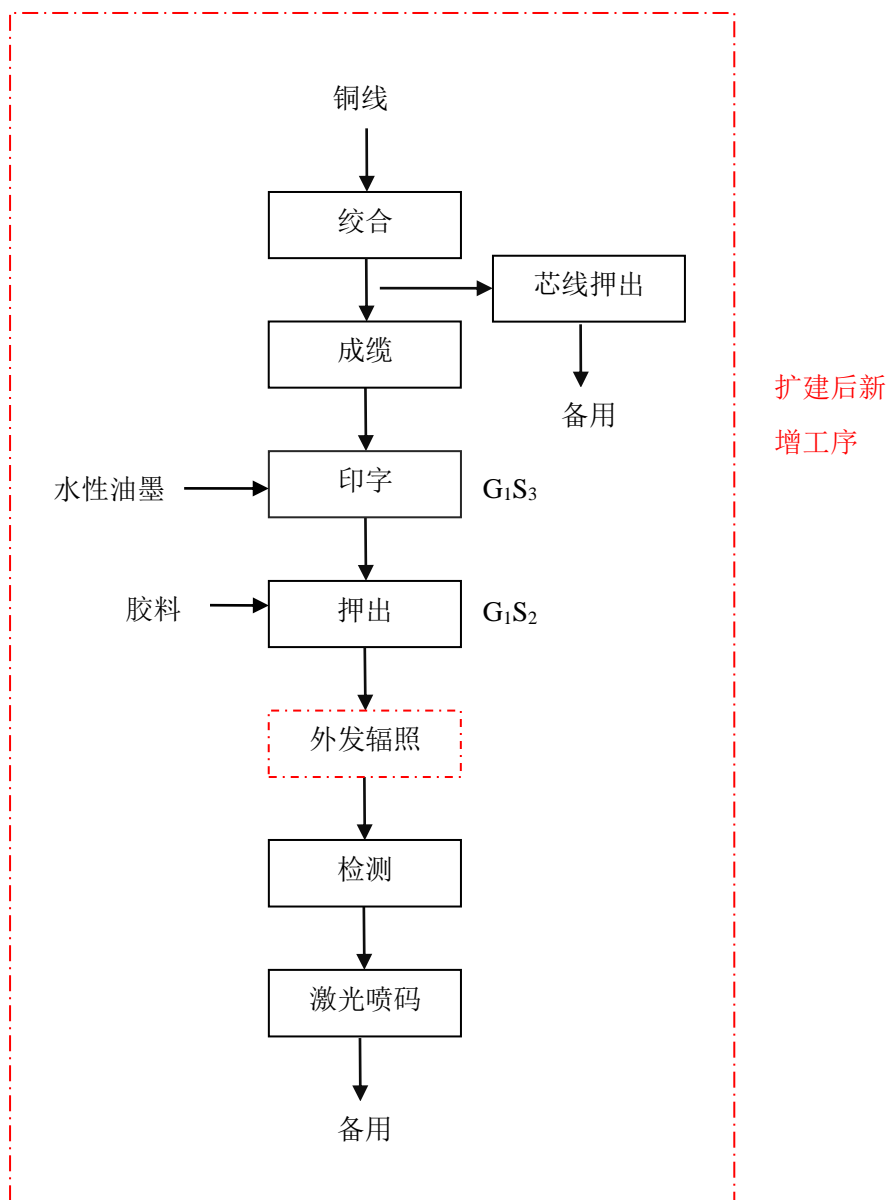 铜线
绞合
芯线押出
成缆
扩建后新
增工序
备用
水性油墨
印字
G₁S₃
胶料
押出
G₁S₂
外发辐照
检测
激光喷码
备用